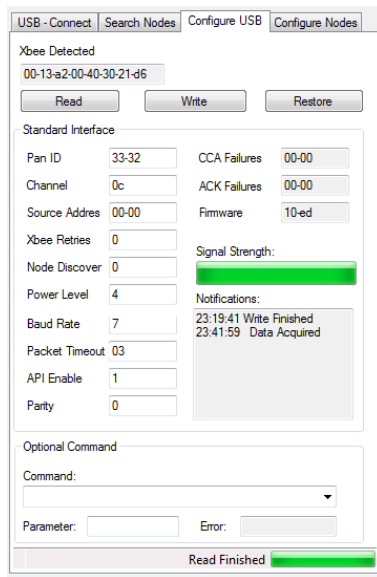 USB - Connect Search Nodes Configure USB Configure Nodes
Xbee Detected
00-13-a2-00-40-30-21-d6
Read Write Restore
Standard Interface
Pan ID 33-32 CCA Failures 00-00
Channel 0c ACK Failures 00-00
Source Addres 00-00 Firmware 10-ed
Xbee Retries 0
Signal Strength:
Node Discover 0
Power Level 4
Notifications:
Baud Rate 7
23:19:41 Write Finished
23:41:59 Data Acquired
Packet Timeout 03
API Enable 1
Parity 0
Optional Command
Command:
Parameter: Error:
Read Finished